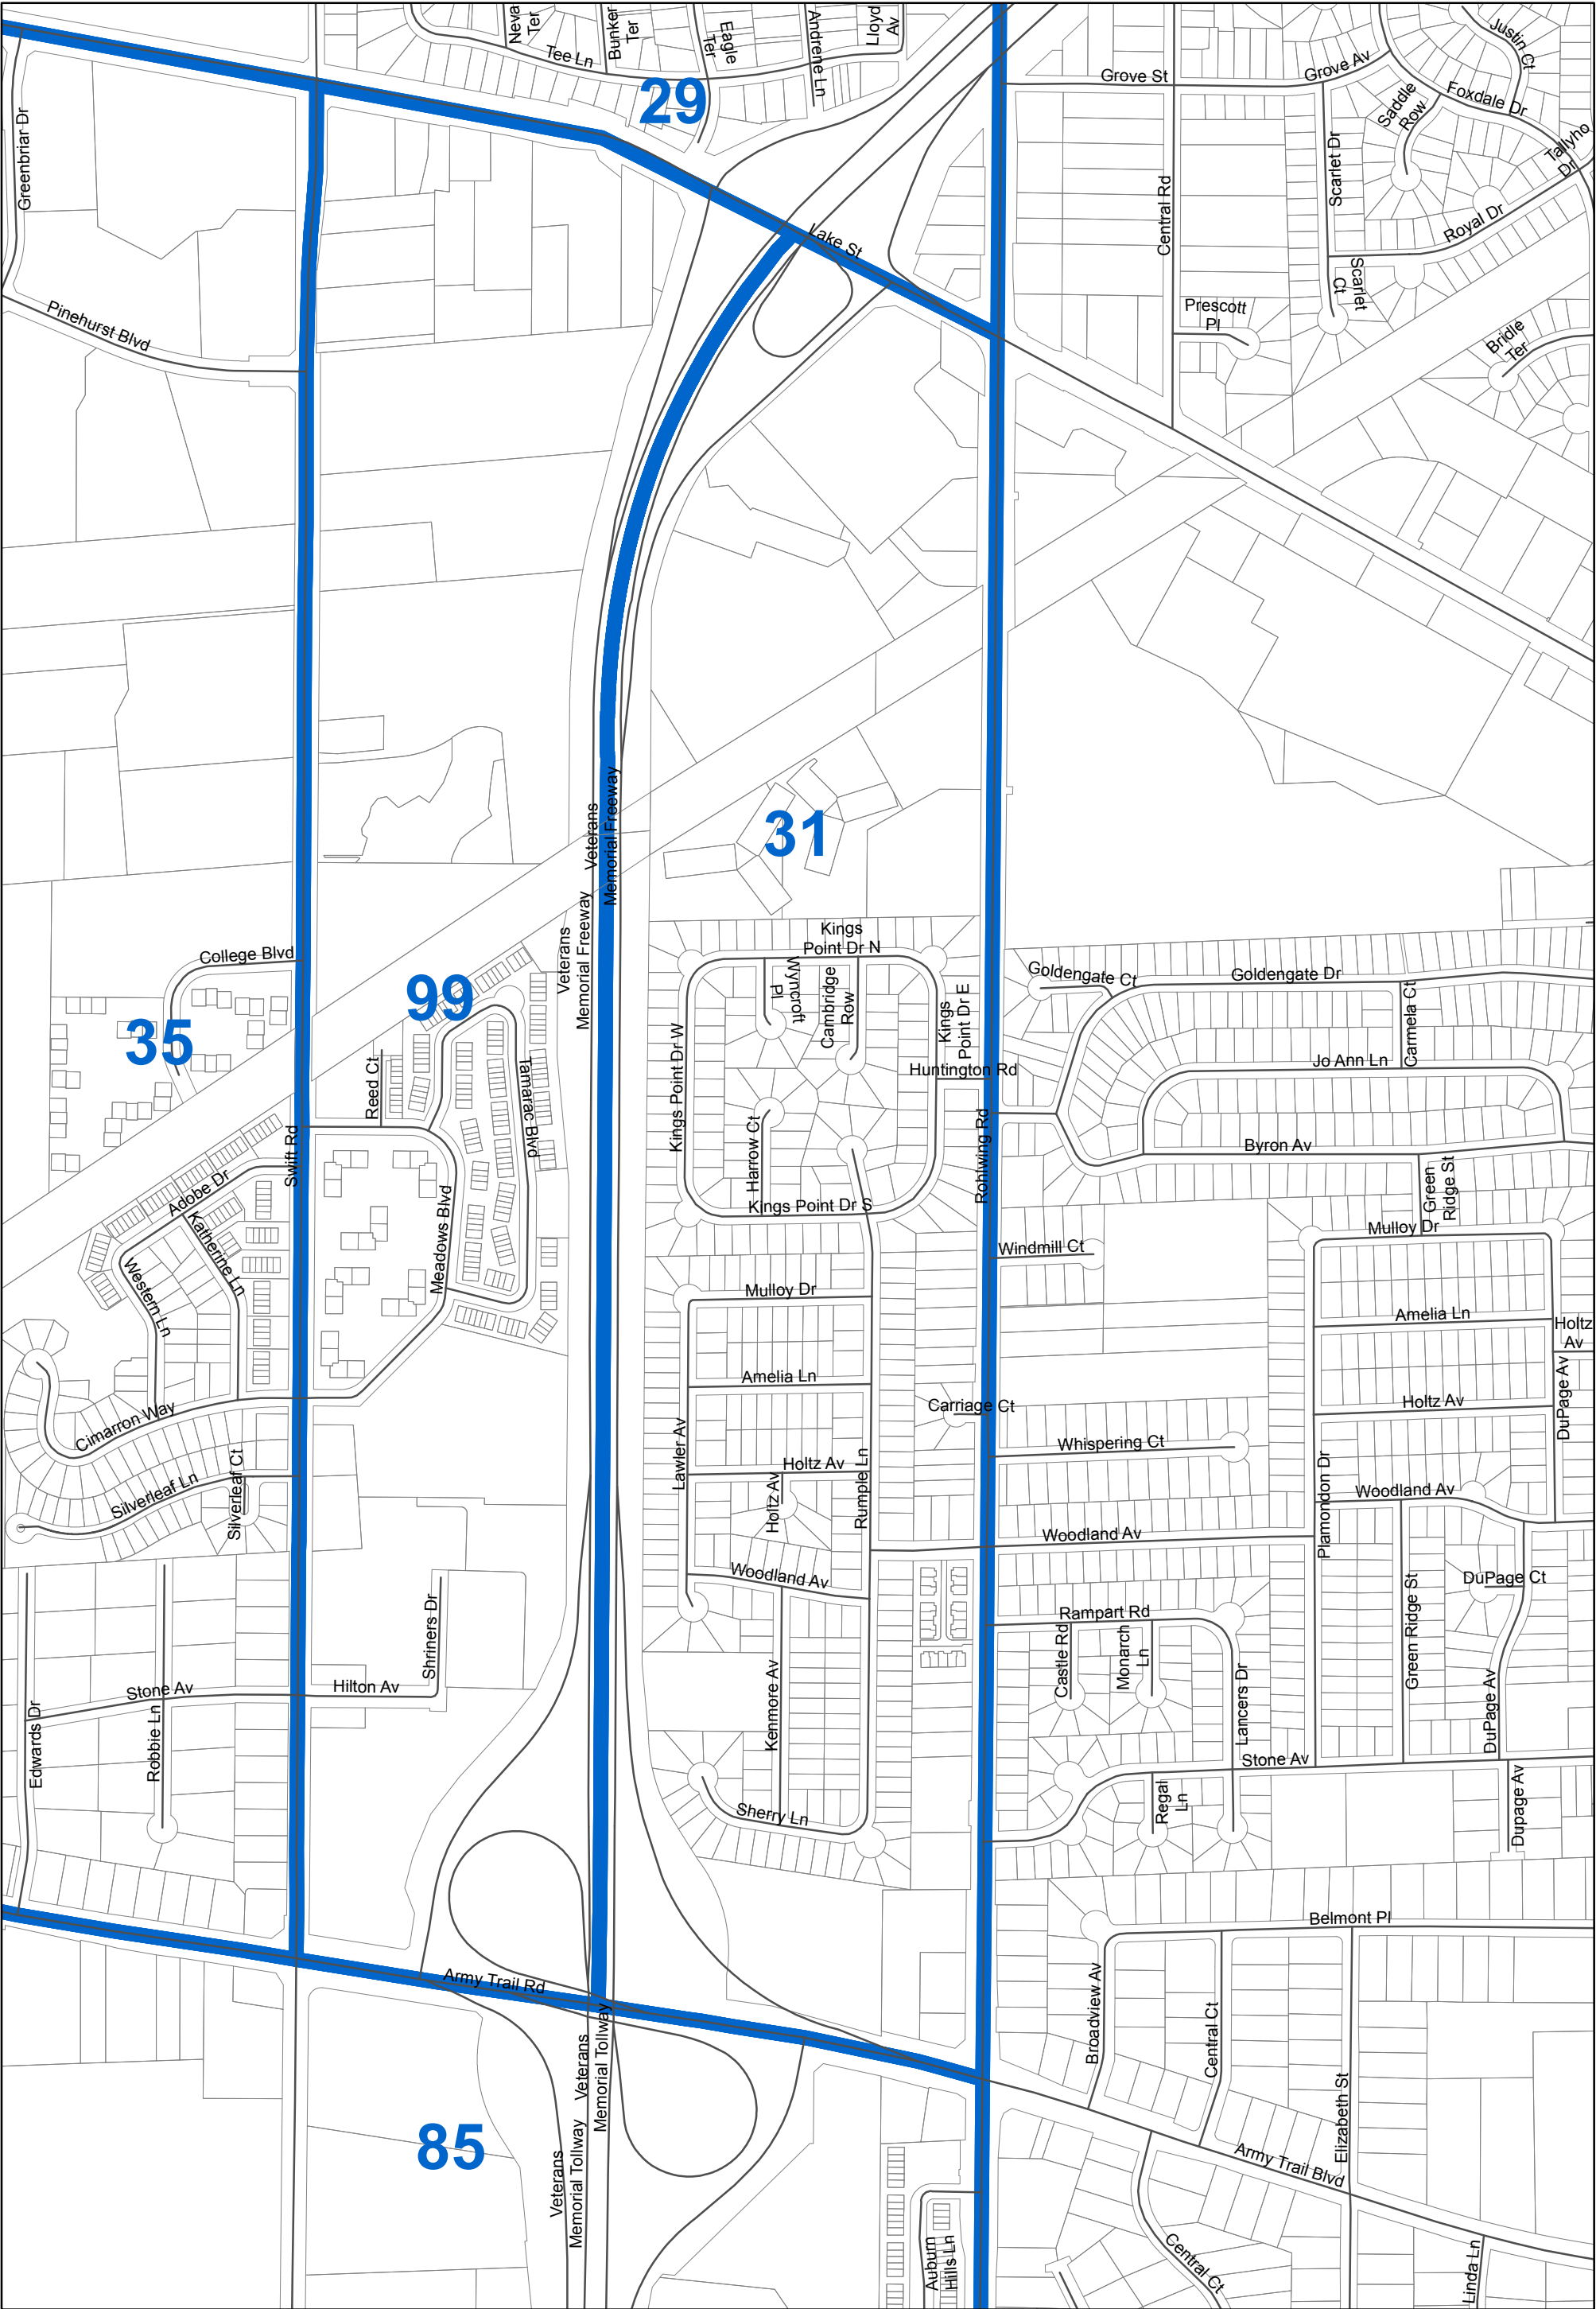 Neva
Ter
Bunker
Ter
Eagle
Ter
Andrene Ln
Lloyd
Av
Tee Ln
29
Grove St
Grove Av
Justin Ct
Saddle
Row
Foxdale Dr
Tallyho
Dr
Greenbriar Dr
Scarlet Dr
Central Rd
Royal Dr
Lake St
Scarlet
Ct
Prescott
Pl
Pinehurst Blvd
Bridle
Ter
Veterans
Memorial Freeway
31
Veterans
Memorial Freeway
College Blvd
99
35
Kings
Point Dr N
Wyncroft
Pl
Cambridge
Row
Kings
Point Dr E
Kings Point Dr W
Goldengate Ct
Goldengate Dr
Carmela Ct
Huntington Rd
Jo Ann Ln
Reed Ct
Tamarac Blvd
Swift Rd
Harrow Ct
Rohlwing Rd
Byron Av
Green
Ridge St
Adobe Dr
Katherine Ln
Western Ln
Meadows Blvd
Kings Point Dr S
Mulloy Dr
Windmill Ct
Mulloy Dr
Amelia Ln
Holtz
Av
Amelia Ln
Carriage Ct
Holtz Av
DuPage Av
Cimarron Way
Lawler Av
Whispering Ct
Holtz Av
Holtz Av
Rumple Ln
Silverleaf Ln
Silverleaf Ct
Plamondon Dr
Woodland Av
Woodland Av
Woodland Av
DuPage Ct
Rampart Rd
Castle Rd
Monarch
Ln
Green Ridge St
Shriners Dr
Stone Av
Hilton Av
Edwards Dr
Robbie Ln
Kenmore Av
Lancers Dr
DuPage Av
Stone Av
Regal
Ln
Dupage Av
Sherry Ln
Belmont Pl
Army Trail Rd
Broadview Av
Central Ct
Elizabeth St
Veterans
Memorial Tollway
85
Veterans
Memorial Tollway
Army Trail Blvd
Auburn
Hills Ln
Central Ct
Linda Ln